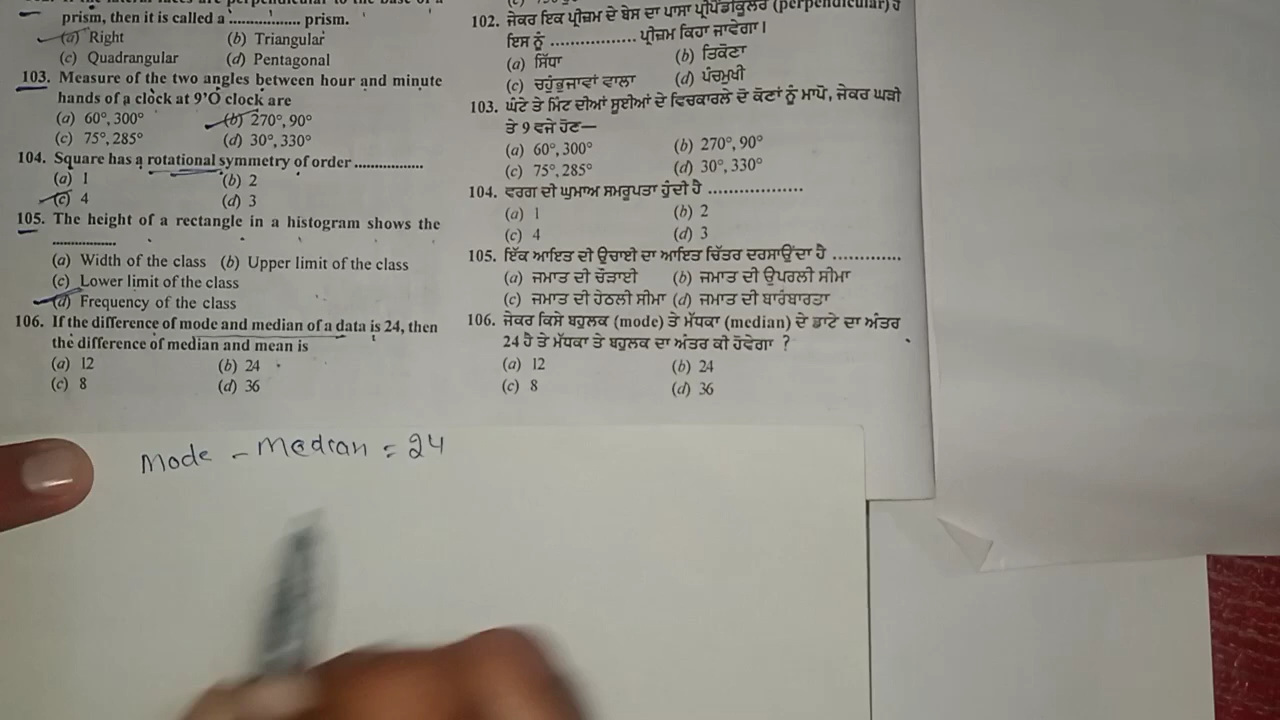 prism, then it is called a ................. prism.
(a) Right (b) Triangular
(c) Quadrangular (d) Pentagonal
103. Measure of the two angles between hour and minute
hands of a clock at 9'O clock are
(a) 60°, 300° (b) 270°, 90°
(c) 75°, 285° (d) 30°, 330°
104. Square has a rotational symmetry of order .................
(a) 1 (b) 2
(c) 4 (d) 3
105. The height of a rectangle in a histogram shows the
................
(a) Width of the class (b) Upper limit of the class
(c) Lower limit of the class
(d) Frequency of the class
106. If the difference of mode and median of a data is 24, then
the difference of median and mean is
(a) 12 (b) 24
(c) 8 (d) 36
102. ਜੇਕਰ ਇਕ ਪ੍ਰੀਜ਼ਮ ਦੇ ਬੇਸ ਦਾ ਪਾਸਾ ਪ੍ਰੀਪੈਂਡੀਕੁਲਰ (perpendicular) ਹੈ
ਇਸ ਨੂੰ ................. ਪ੍ਰੀਜ਼ਮ ਕਿਹਾ ਜਾਵੇਗਾ।
(a) ਸਿੱਧਾ (b) ਤਿਕੋਣਾ
(c) ਚਹੁੰਭੁਜਾਵਾਂ ਵਾਲਾ (d) ਪੰਚਮੁਖੀ
103. ਘੰਟੇ ਤੇ ਮਿੰਟ ਦੀਆਂ ਸੂਈਆਂ ਦੇ ਵਿਚਕਾਰਲੇ ਦੋ ਕੋਣਾਂ ਨੂੰ ਮਾਪੋ, ਜੇਕਰ ਘੜੀ
ਤੇ 9 ਵਜੇ ਹੋਣ—
(a) 60°, 300° (b) 270°, 90°
(c) 75°, 285° (d) 30°, 330°
104. ਵਰਗ ਦੀ ਘੁਮਾਅ ਸਮਰੂਪਤਾ ਹੁੰਦੀ ਹੈ ..................
(a) 1 (b) 2
(c) 4 (d) 3
105. ਇੱਕ ਆਇਤ ਦੀ ਉਚਾਈ ਦਾ ਆਇਤ ਚਿੱਤਰ ਦਰਸਾਉਂਦਾ ਹੈ .............
(a) ਜਮਾਤ ਦੀ ਚੌੜਾਈ (b) ਜਮਾਤ ਦੀ ਉਪਰਲੀ ਸੀਮਾ
(c) ਜਮਾਤ ਦੀ ਹੇਠਲੀ ਸੀਮਾ (d) ਜਮਾਤ ਦੀ ਬਾਰੰਬਾਰਤਾ
106. ਜੇਕਰ ਕਿਸੇ ਬਹੁਲਕ (mode) ਤੇ ਮੱਧਕਾ (median) ਦੇ ਡਾਟੇ ਦਾ ਅੰਤਰ
24 ਹੈ ਤੇ ਮੱਧਕਾ ਤੇ ਬਹੁਲਕ ਦਾ ਅੰਤਰ ਕੀ ਹੋਵੇਗਾ ?
(a) 12 (b) 24
(c) 8 (d) 36
Mode - Median = 24